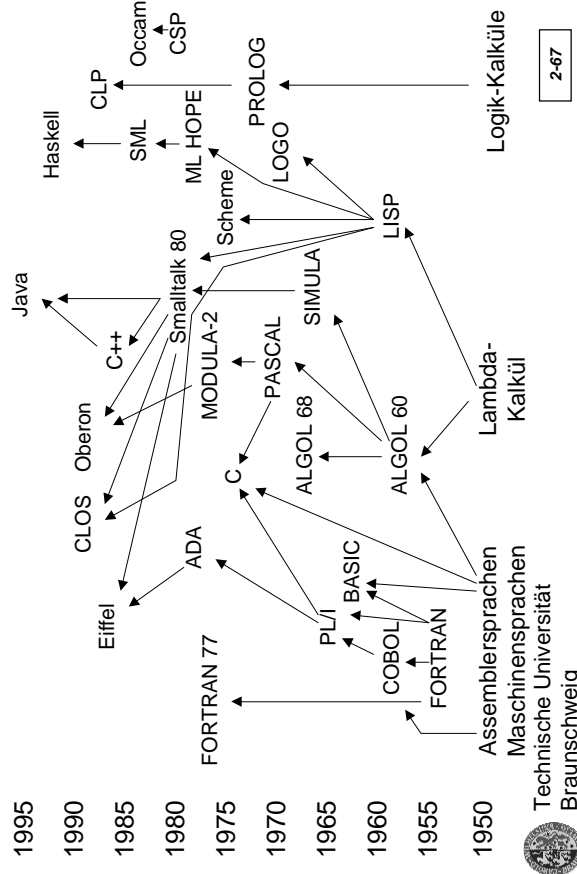 1995
Java
Haskell
1990
C++
CLP
CLOS
Oberon
Occam
1985
Eiffel
SML
CSP
1980
Smalltalk 80
ML HOPE
ADA
MODULA-2
1975
FORTRAN 77
C
Scheme
PROLOG
1970
PASCAL
LOGO
1965
PL/i
ALGOL 68
SIMULA
BASIC
1960
COBOL
LISP
1955
FORTRAN
ALGOL 60
1950
Assemblersprachen
Maschinensprachen
Lambda-
Kalkül
Logik-Kalküle
Technische Universität
Braunschweig
2-67